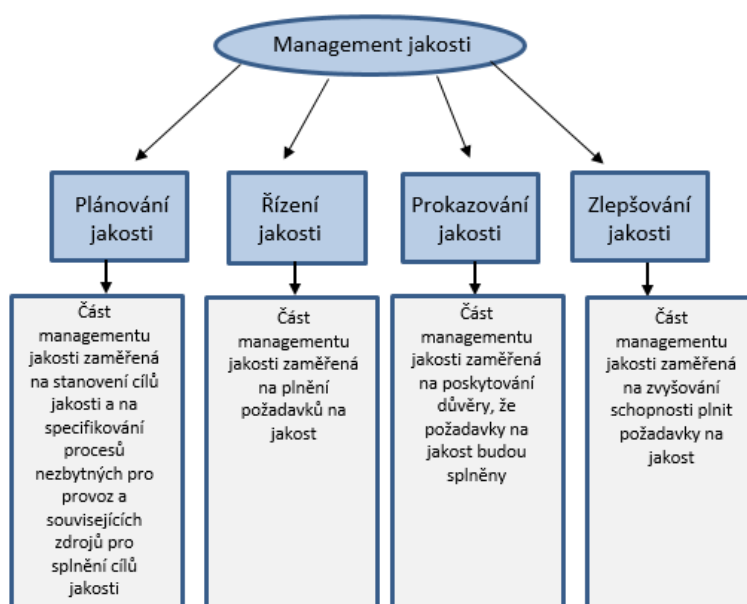 Management jakosti
Plánování
jakosti
Řízení
jakosti
Prokazování
jakosti
Zlepšování
jakosti
Část
managementu
jakosti zaměřená
na stanovení cílů
jakosti a na
specifikování
procesů
nezbytných pro
provoz a
souvisejících
zdrojů pro
splnění cílů
jakosti
Část
managementu
jakosti zaměřená
na plnění
požadavků na
jakost
Část
managementu
jakosti zaměřená
na poskytování
důvěry, že
požadavky na
jakost budou
splněny
Část
managementu
jakosti zaměřená
na zvyšování
schopnosti plnit
požadavky na
jakost